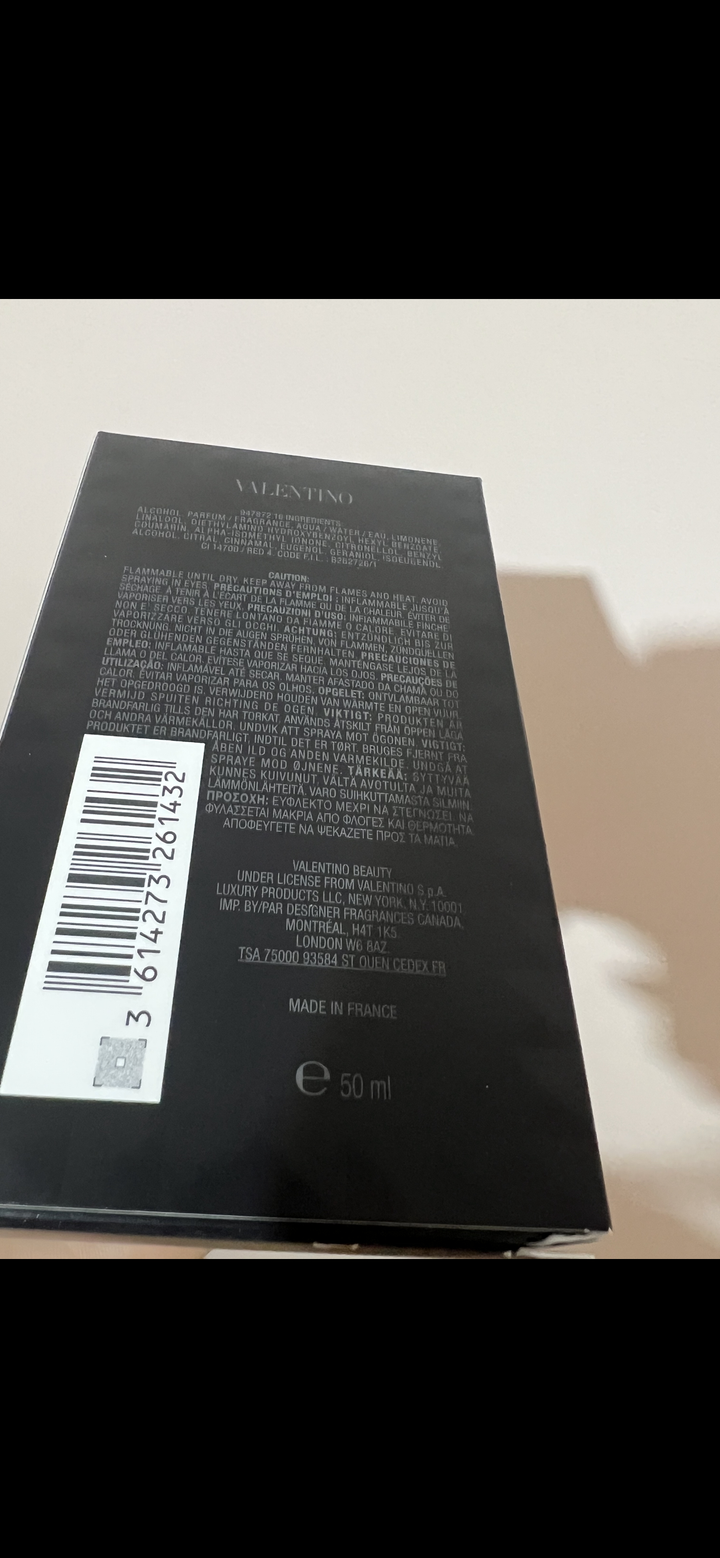 VALENTINO
947872 16 INGREDIENTS:
ALCOHOL, PARFUM / FRAGRANCE, AQUA / WATER / EAU, LIMONENE,
LINALOOL, DIETHYLAMINO HYDROXYBENZOYL HEXYL BENZOATE,
COUMARIN, ALPHA-ISOMETHYL IONONE, CITRONELLOL, BENZYL
ALCOHOL, CITRAL, CINNAMAL, EUGENOL, GERANIOL, ISOEUGENOL,
CI 14700 / RED 4. CODE F.I.L. :
CAUTION:
FLAMMABLE UNTIL DRY. KEEP AWAY FROM FLAMES AND HEAT. AVOID
SPRAYING IN EYES. PRÉCAUTIONS D'EMPLOI : INFLAMMABLE JUSQU'À
SÉCHAGE. À TENIR À L'ÉCART DE LA FLAMME OU DE LA CHALEUR. ÉVITER DE
VAPORISER VERS LES YEUX. PRECAUZIONI D'USO: INFIAMMABILE FINCHÉ
NON È SECCO. TENERE LONTANO DA FIAMME O CALORE. EVITARE DI
VAPORIZZARE VERSO GLI OCCHI. ACHTUNG: ENTZÜNDLICH BIS ZUR
TROCKNUNG. NICHT IN DIE AUGEN SPRÜHEN. VON FLAMMEN, ZÜNDQUELLEN
ODER GLÜHENDEN GEGENSTÄNDEN FERNHALTEN. PRECAUCIONES DE
EMPLEO: INFLAMABLE HASTA QUE SE SEQUE. MANTÉNGASE LEJOS DE LA
LLAMA O DEL CALOR. EVÍTESE VAPORIZAR HACIA LOS OJOS. PRECAUÇÕES DE
UTILIZAÇÃO: INFLAMÁVEL ATÉ SECAR. MANTER AFASTADO DA CHAMA OU DO
CALOR. EVITAR VAPORIZAR PARA OS OLHOS. OPGELET: ONTVLAMBAAR TOT
HET OPGEDROOGD IS. VERWIJDERD HOUDEN VAN WARMTE EN OPEN VUUR.
VERMIJD SPUITEN RICHTING DE OGEN. VIKTIGT: PRODUKTEN ÄR
BRANDFARLIG TILLS DEN HAR TORKAT. ANVÄNDS ÅTSKILT FRÅN ÖPPEN LÅGA
OCH ANDRA VÄRMEKÄLLOR. UNDVIK ATT SPRAYA MOT ÖGONEN. VIGTIGT:
PRODUKTET ER BRANDFARLIGT, INDTIL DET ER TØRT. BRUGES FJERNT FRA
ÅBEN ILD OG ANDEN VARMEKILDE. UNDGÅ AT
SPRAYE MOD ØJNENE. TÄRKEÄÄ: SYTTYVÄÄ
KUNNES KUIVUNUT. VÄLTÄ AVOTULTA JA MUITA
LÄMMÖNLÄHTEITÄ. VARO SUIHKUTTAMASTA SILMIIN.
ΠΡΟΣΟΧΗ: ΕΥΦΛΕΚΤΟ ΜΕΧΡΙ ΝΑ ΣΤΕΓΝΩΣΕΙ. ΝΑ
ΦΥΛΑΣΣΕΤΑΙ ΜΑΚΡΙΑ ΑΠΟ ΦΛΟΓΕΣ ΚΑΙ ΘΕΡΜΟΤΗΤΑ.
ΑΠΟΦΕΥΓΕΤΕ ΝΑ ΨΕΚΑΖΕΤΕ ΠΡΟΣ ΤΑ ΜΑΤΙΑ.
3 614273 261432
VALENTINO BEAUTY
UNDER LICENSE FROM VALENTINO S.p.A.
LUXURY PRODUCTS LLC, NEW YORK, N.Y. 10001
IMP. BY/PAR DESIGNER FRAGRANCES CANADA,
MONTRÉAL, H4T 1K5.
LONDON W6 8AZ
TSA 75000 93584 ST OUEN CEDEX FR
MADE IN FRANCE
℮ 50 ml